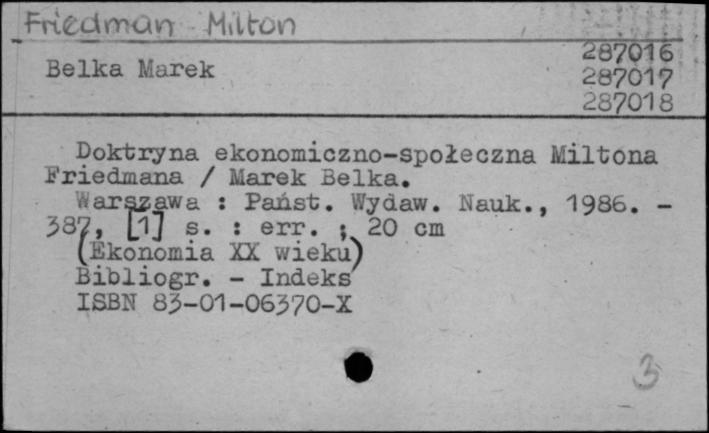 Friedman Milton
287016
Belka Marek 287017
287018
Doktryna ekonomiczno-społeczna Miltona
Friedmana / Marek Belka.
Warszawa : Państ. Wydaw. Nauk., 1986. -
387, [1] s. : err. ; 20 cm
(Ekonomia XX wieku)
Bibliogr. - Indeks
ISBN 83-01-06370-X
3